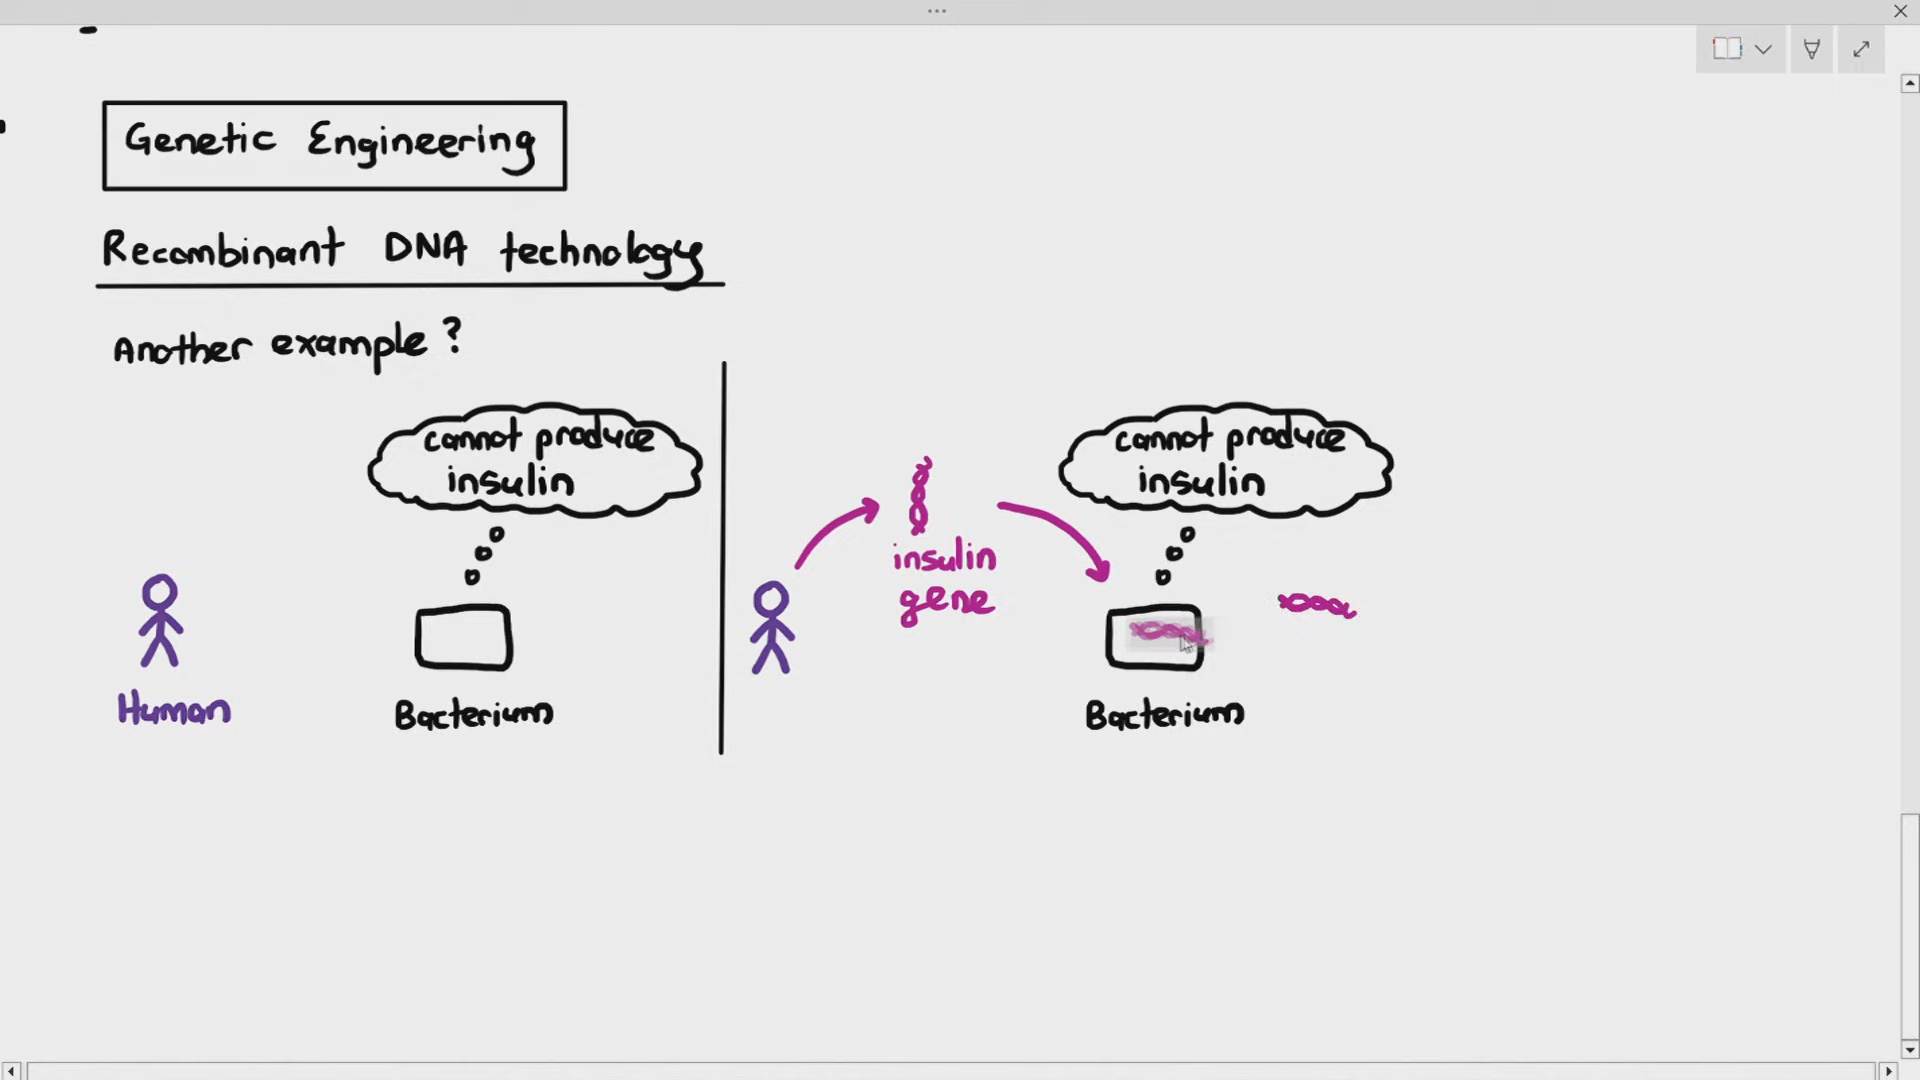 Genetic Engineering
Recombinant DNA technology
Another example?
cannot produce
insulin
Human
Bacterium
insulin
gene
cannot produce
insulin
Bacterium